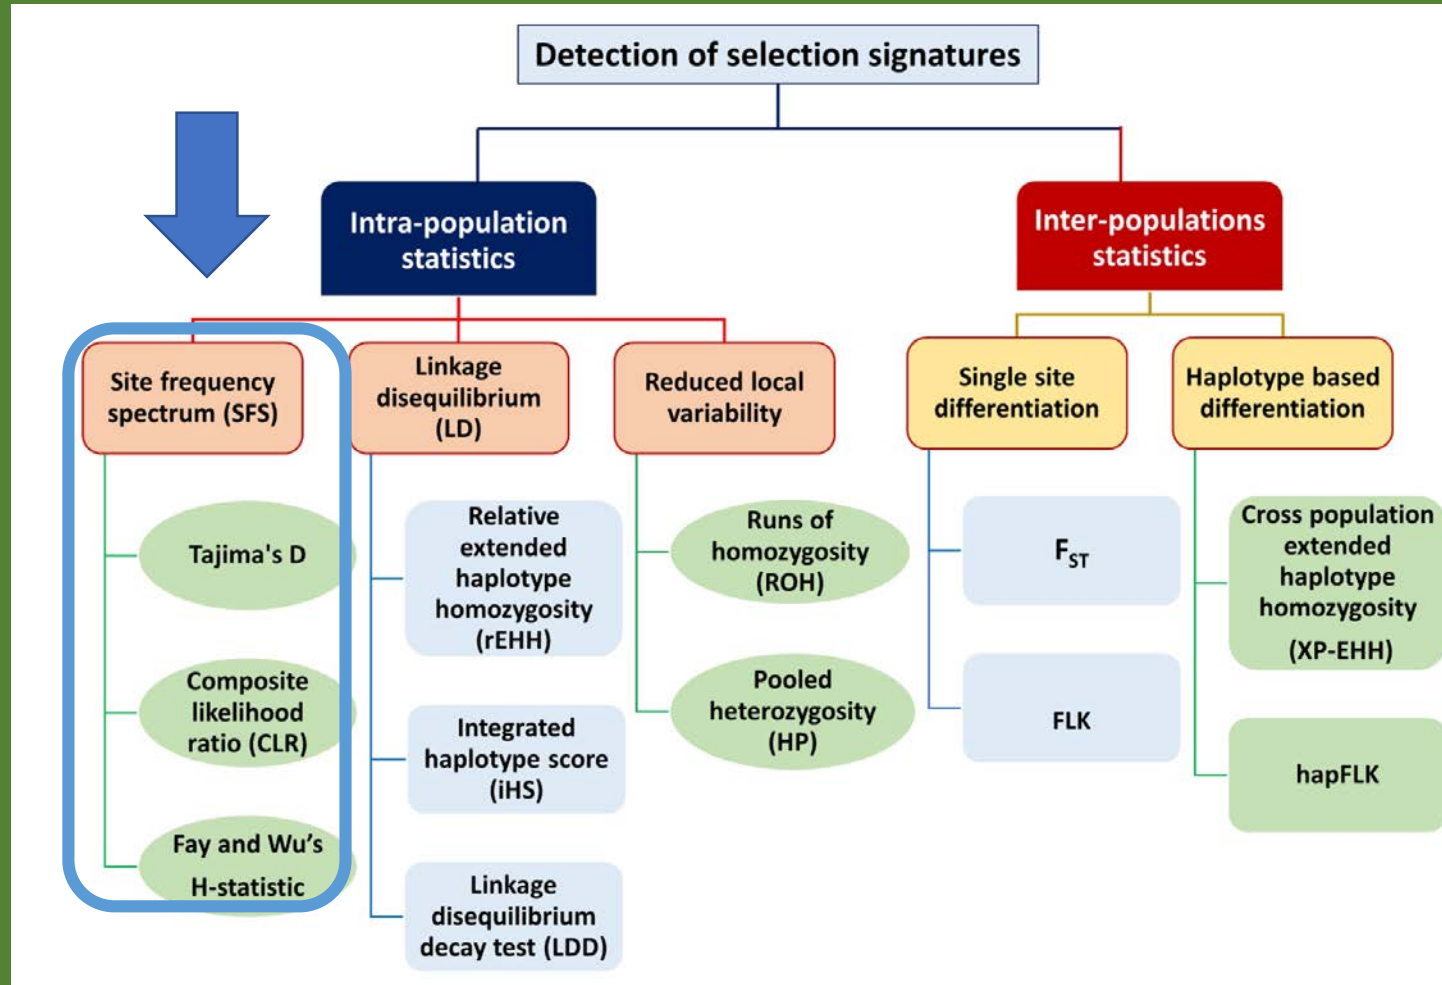 Detection of selection signatures
Intra-population
statistics
Inter-populations
statistics
Site frequency
spectrum (SFS)
Linkage
disequilibrium
(LD)
Reduced local
variability
Single site
differentiation
Haplotype based
differentiation
Tajima's D
Composite
likelihood
ratio (CLR)
Fay and Wu’s
H-statistic
Relative
extended
haplotype
homozygosity
(rEHH)
Integrated
haplotype score
(iHS)
Linkage
disequilibrium
decay test (LDD)
Runs of
homozygosity
(ROH)
Pooled
heterozygosity
(HP)
FST
FLK
Cross population
extended
haplotype
homozygosity
(XP-EHH)
hapFLK